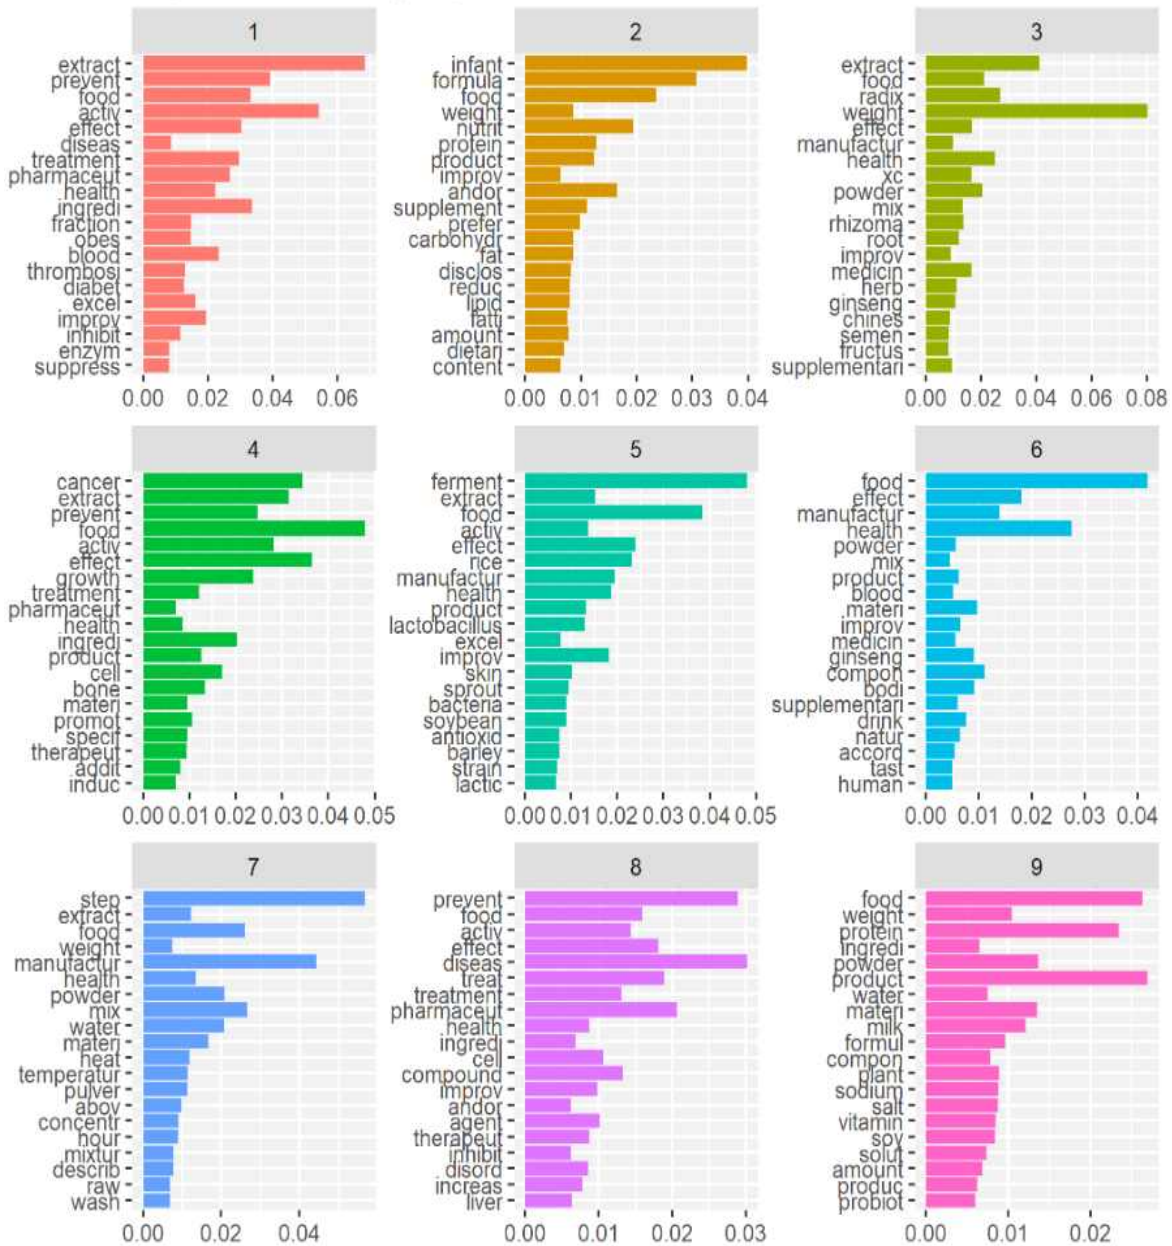 1
extract
prevent
food
activ
effect
diseas
treatment
pharmaceut
health
ingredi
fraction
obes
blood
thrombosi
diabet
excel
improv
inhibit
enzym
suppress
0.00 0.02 0.04 0.06
2
infant
formula
food
weight
nutrit
protein
product
improv
andor
supplement
prefer
carbohydr
fat
disclos
reduc
lipid
fatti
amount
dietari
content
0.00 0.01 0.02 0.03 0.04
3
extract
food
radix
weight
effect
manufactur
health
xc
powder
mix
rhizoma
root
improv
medicin
herb
ginseng
chines
semen
fructus
supplementari
0.00 0.02 0.04 0.06 0.08
4
cancer
extract
prevent
food
activ
effect
growth
treatment
pharmaceut
health
ingredi
product
cell
bone
materi
promot
specif
therapeut
addit
induc
0.00 0.01 0.02 0.03 0.04 0.05
5
ferment
extract
food
activ
effect
rice
manufactur
health
product
lactobacillus
excel
improv
skin
sprout
bacteria
soybean
antioxid
barley
strain
lactic
0.00 0.01 0.02 0.03 0.04 0.05
6
food
effect
manufactur
health
powder
mix
product
blood
materi
improv
medicin
ginseng
compon
bodi
supplementari
drink
natur
accord
tast
human
0.00 0.01 0.02 0.03 0.04
7
step
extract
food
weight
manufactur
health
powder
mix
water
materi
heat
temperatur
pulver
abov
concentr
hour
mixtur
describ
raw
wash
0.00 0.02 0.04
8
prevent
food
activ
effect
diseas
treat
treatment
pharmaceut
health
ingredi
cell
compound
improv
andor
agent
therapeut
inhibit
disord
increas
liver
0.00 0.01 0.02 0.03
9
food
weight
protein
ingredi
powder
product
water
materi
milk
formul
compon
plant
sodium
salt
vitamin
soy
solut
amount
produc
probiot
0.00 0.01 0.02